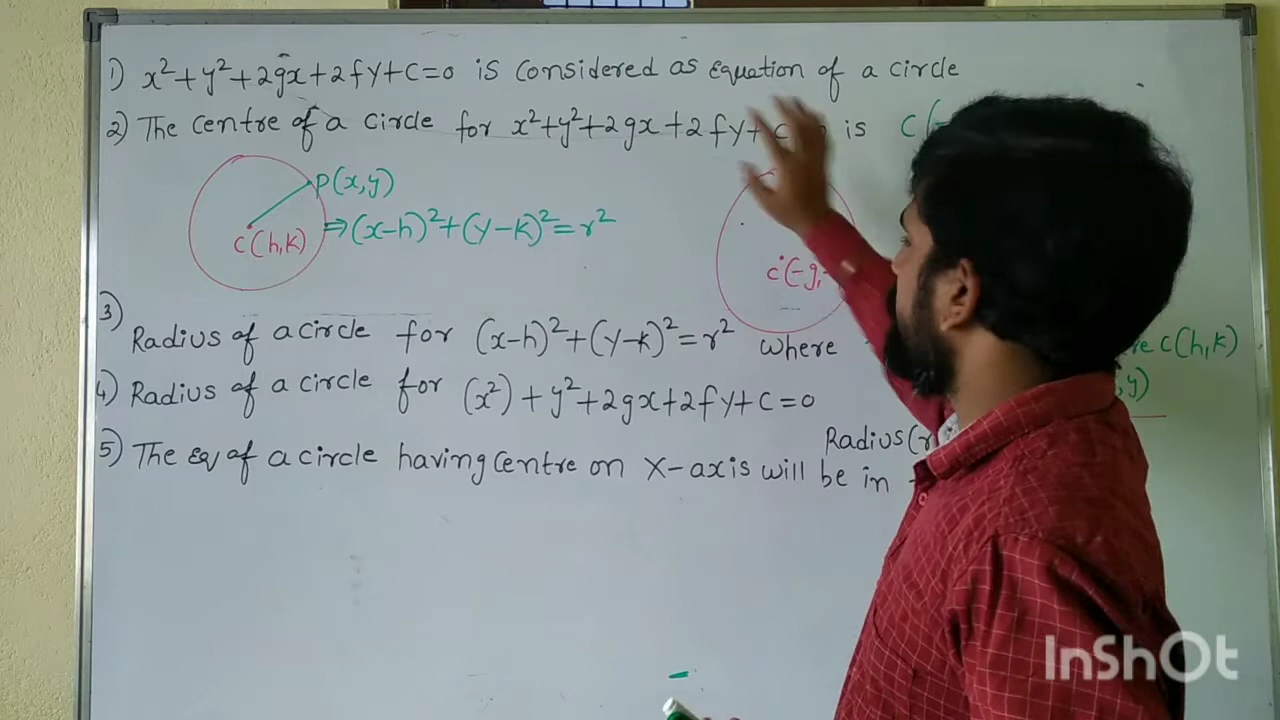 1) x²+y²+2gx+2fy+c=0 is considered as Equation of a circle
2) The centre of a circle for x²+y²+2gx+2fy+c is C(-
P(x,y)
C(h,k)
⇒(x-h)²+(y-k)²=r²
C(-g,-
3)
Radius of a circle for (x-h)²+(y-k)²=r² where C(h,k)
,y)
4) Radius of a circle for (x²)+y²+2gx+2fy+c=0
Radius(r
5) The Eq of a circle having centre on X-axis will be in
InShOt